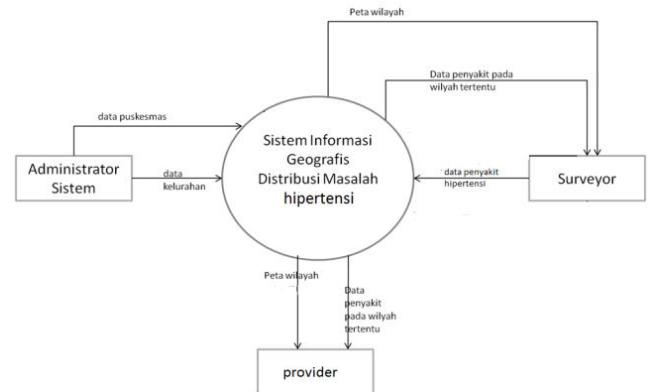 Peta wilayah
Data penyakit pada
wilyah tertentu
data puskesmas
Sistem Informasi
Geografis
Distribusi Masalah
hipertensi
Administrator
Sistem
data
kelurahan
data penyakit
hipertensi
Surveyor
Peta wilayah
Data
penyakit
pada wilyah
tertentu
provider